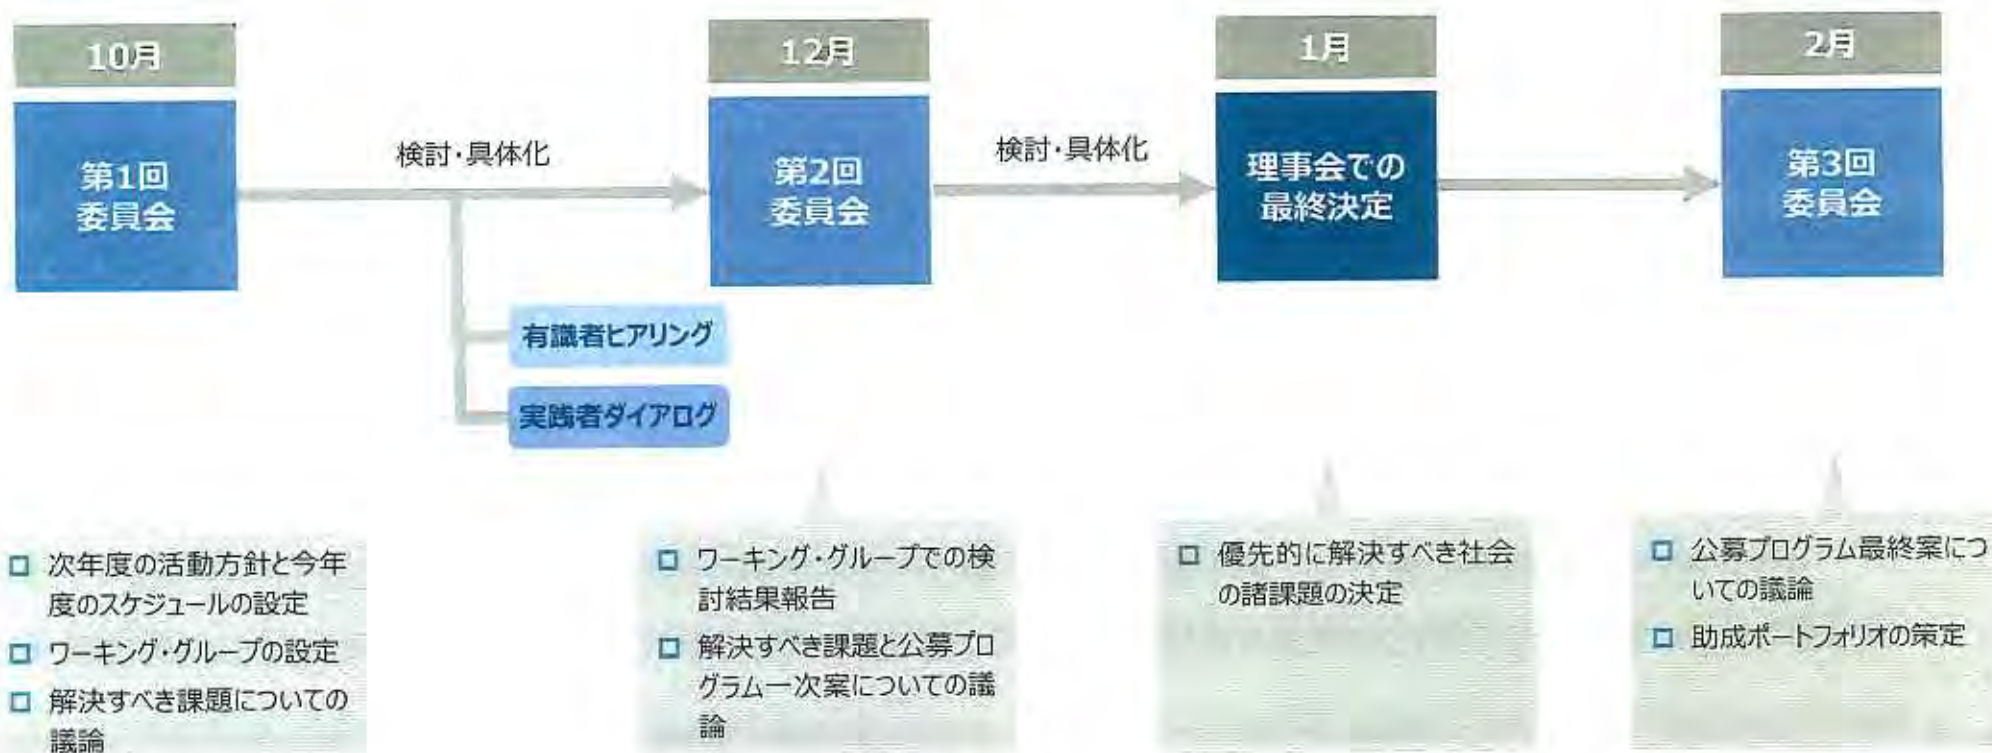 10月
第1回
委員会
検討・具体化
有識者ヒアリング
実践者ダイアログ
12月
第2回
委員会
検討・具体化
1月
理事会での
最終決定
2月
第3回
委員会
□ 次年度の活動方針と今年
度のスケジュールの設定
□ ワーキング・グループの設定
□ 解決すべき課題についての
議論
□ ワーキング・グループでの検
討結果報告
□ 解決すべき課題と公募プロ
グラム一次案についての議
論
□ 優先的に解決すべき社会
の諸課題の決定
□ 公募プログラム最終案につ
いての議論
□ 助成ポートフォリオの策定